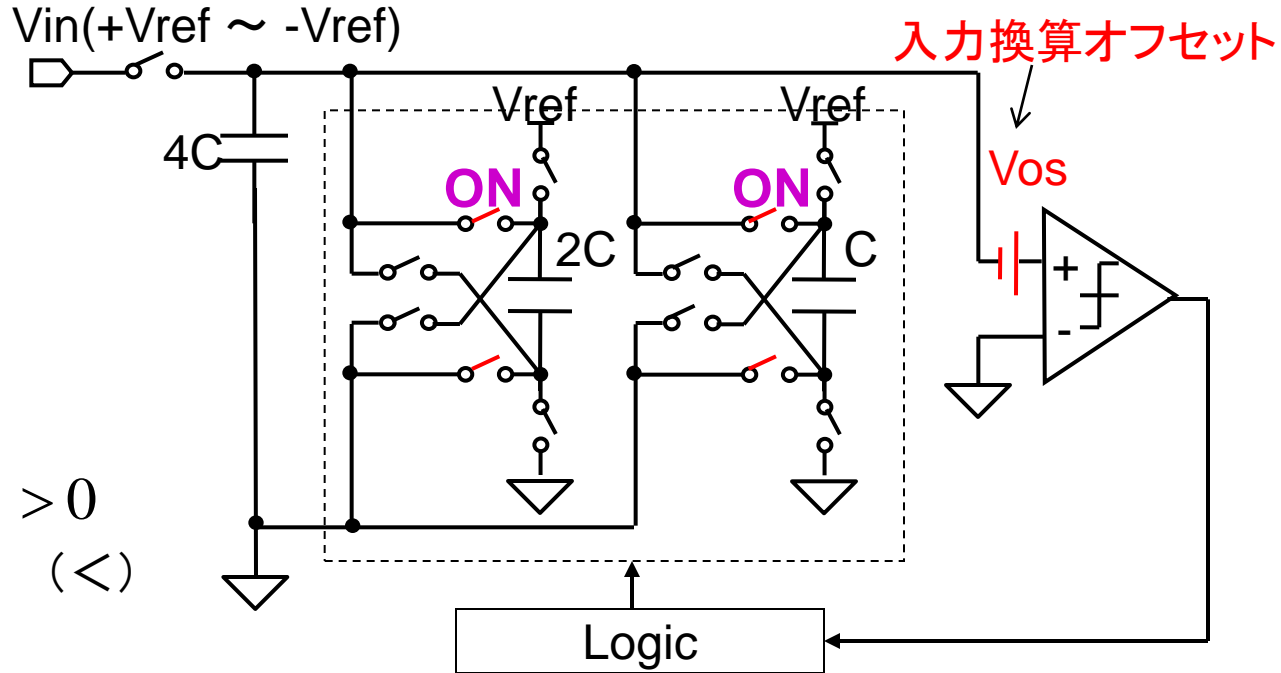 Vin(+Vref ～ -Vref)
入力換算オフセット
Vref
Vref
4C
ON
ON
Vos
2C
C
+
-
> 0
(<)
Logic